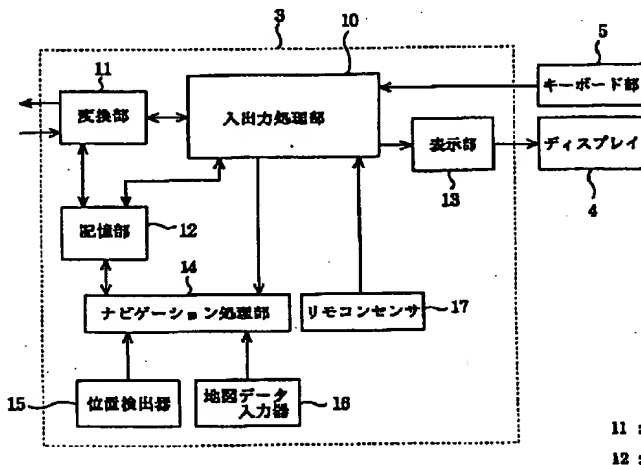 3
10
5
11
キーボード部
変換部
入出力処理部
表示部
ディスプレイ
13
4
記憶部
12
14
ナビゲーション処理部
リモコンセンサ
17
15
位置検出器
地図データ
入力器
16
11 :
12 :